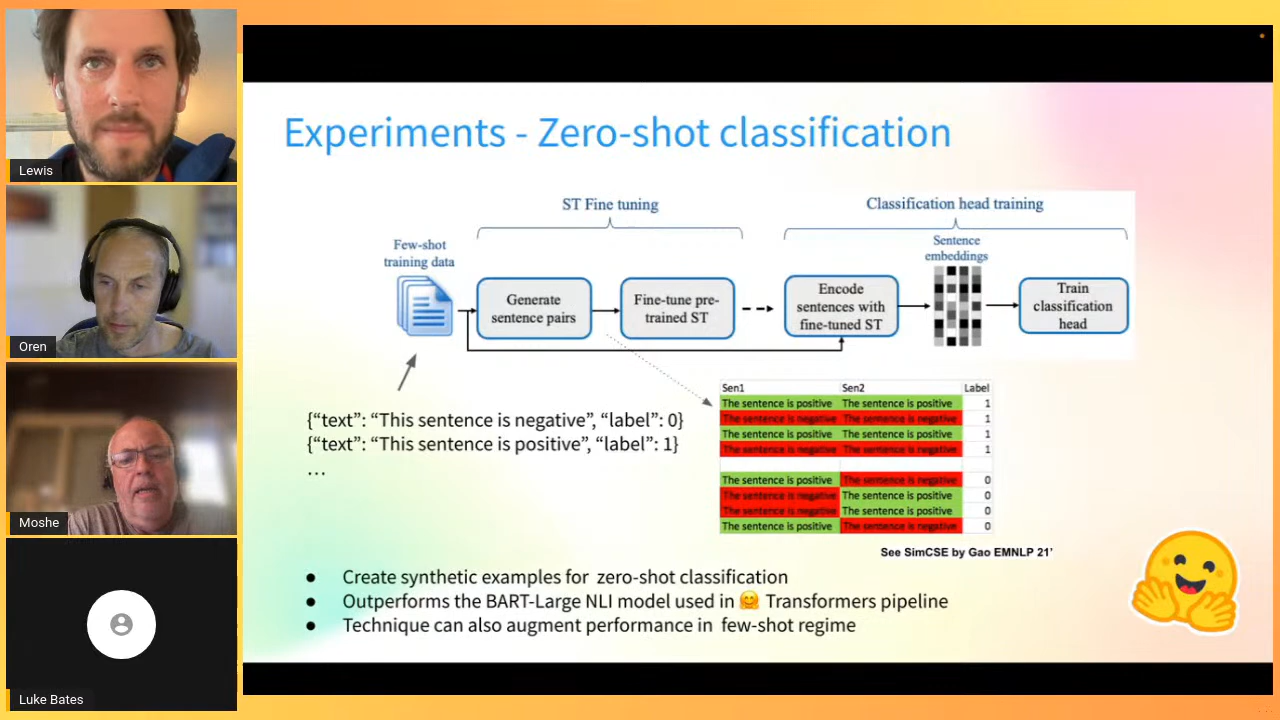 Lewis
Oren
Moshe
Luke Bates
Experiments - Zero-shot classification
ST Fine tuning
Classification head training
Few-shot
training data
Generate
sentence pairs
Fine-tune pre-
trained ST
Encode
sentences with
fine-tuned ST
Sentence
embeddings
Train
classification
head
{“text”: “This sentence is negative”, “label”: 0}
{“text”: “This sentence is positive”, “label”: 1}
…
Sen1 Sen2 Label
The sentence is positive The sentence is positive 1
The sentence is negative The sentence is negative 1
The sentence is positive The sentence is positive 1
The sentence is negative The sentence is negative 1
The sentence is positive The sentence is negative 0
The sentence is negative The sentence is positive 0
The sentence is negative The sentence is positive 0
The sentence is positive The sentence is negative 0
See SimCSE by Gao EMNLP 21’
● Create synthetic examples for zero-shot classification
● Outperforms the BART-Large NLI model used in 🤗 Transformers pipeline
● Technique can also augment performance in few-shot regime